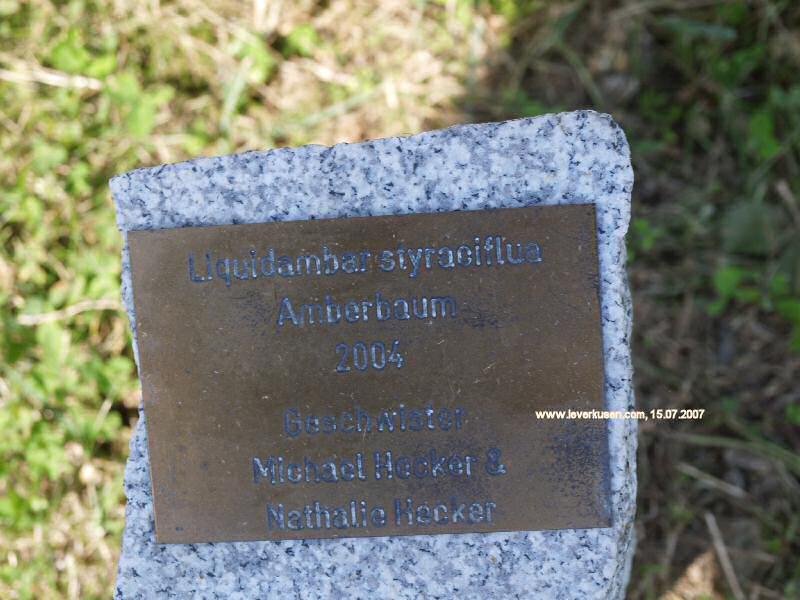 Liquidambar styraciflua
Amberbaum
2004
Geschwister
www.leverkusen.com, 15.07.2007
Michael Hecker &
Nathalie Hecker